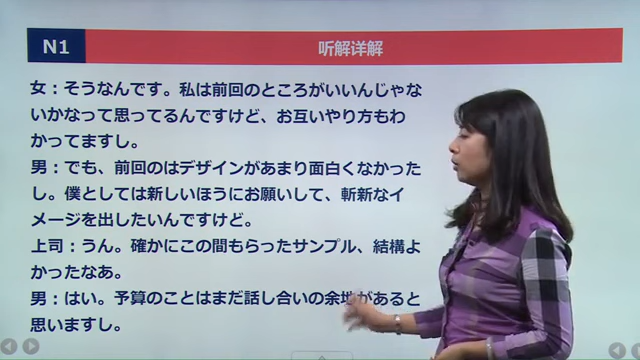 N1
听解详解
女：そうなんです。私は前回のところがいいんじゃな
いかなって思ってるんですけど、お互いやり方もわ
かってますし。
男：でも、前回のはデザインがあまり面白くなかった
し。僕としては新しいほうにお願いして、斬新なイ
メージを出したいんですけど。
上司：うん。確かにこの間もらったサンプル、結構よ
かったなあ。
男：はい。予算のことはまだ話し合いの余地があると
思いますし。